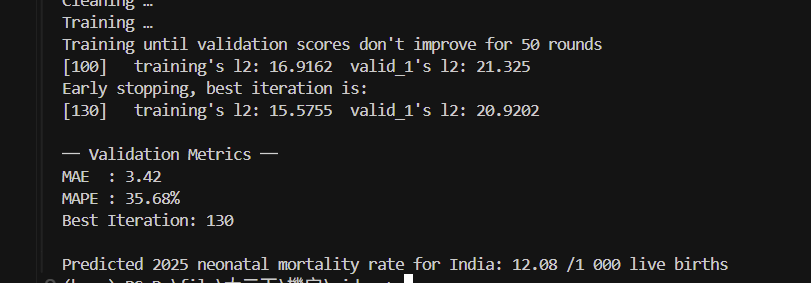 Cleaning …
Training …
Training until validation scores don't improve for 50 rounds
[100]   training's l2: 16.9162  valid_1's l2: 21.325
Early stopping, best iteration is:
[130]   training's l2: 15.5755  valid_1's l2: 20.9202
── Validation Metrics ──
MAE  : 3.42
MAPE : 35.68%
Best Iteration: 130
Predicted 2025 neonatal mortality rate for India: 12.08 /1 000 live births